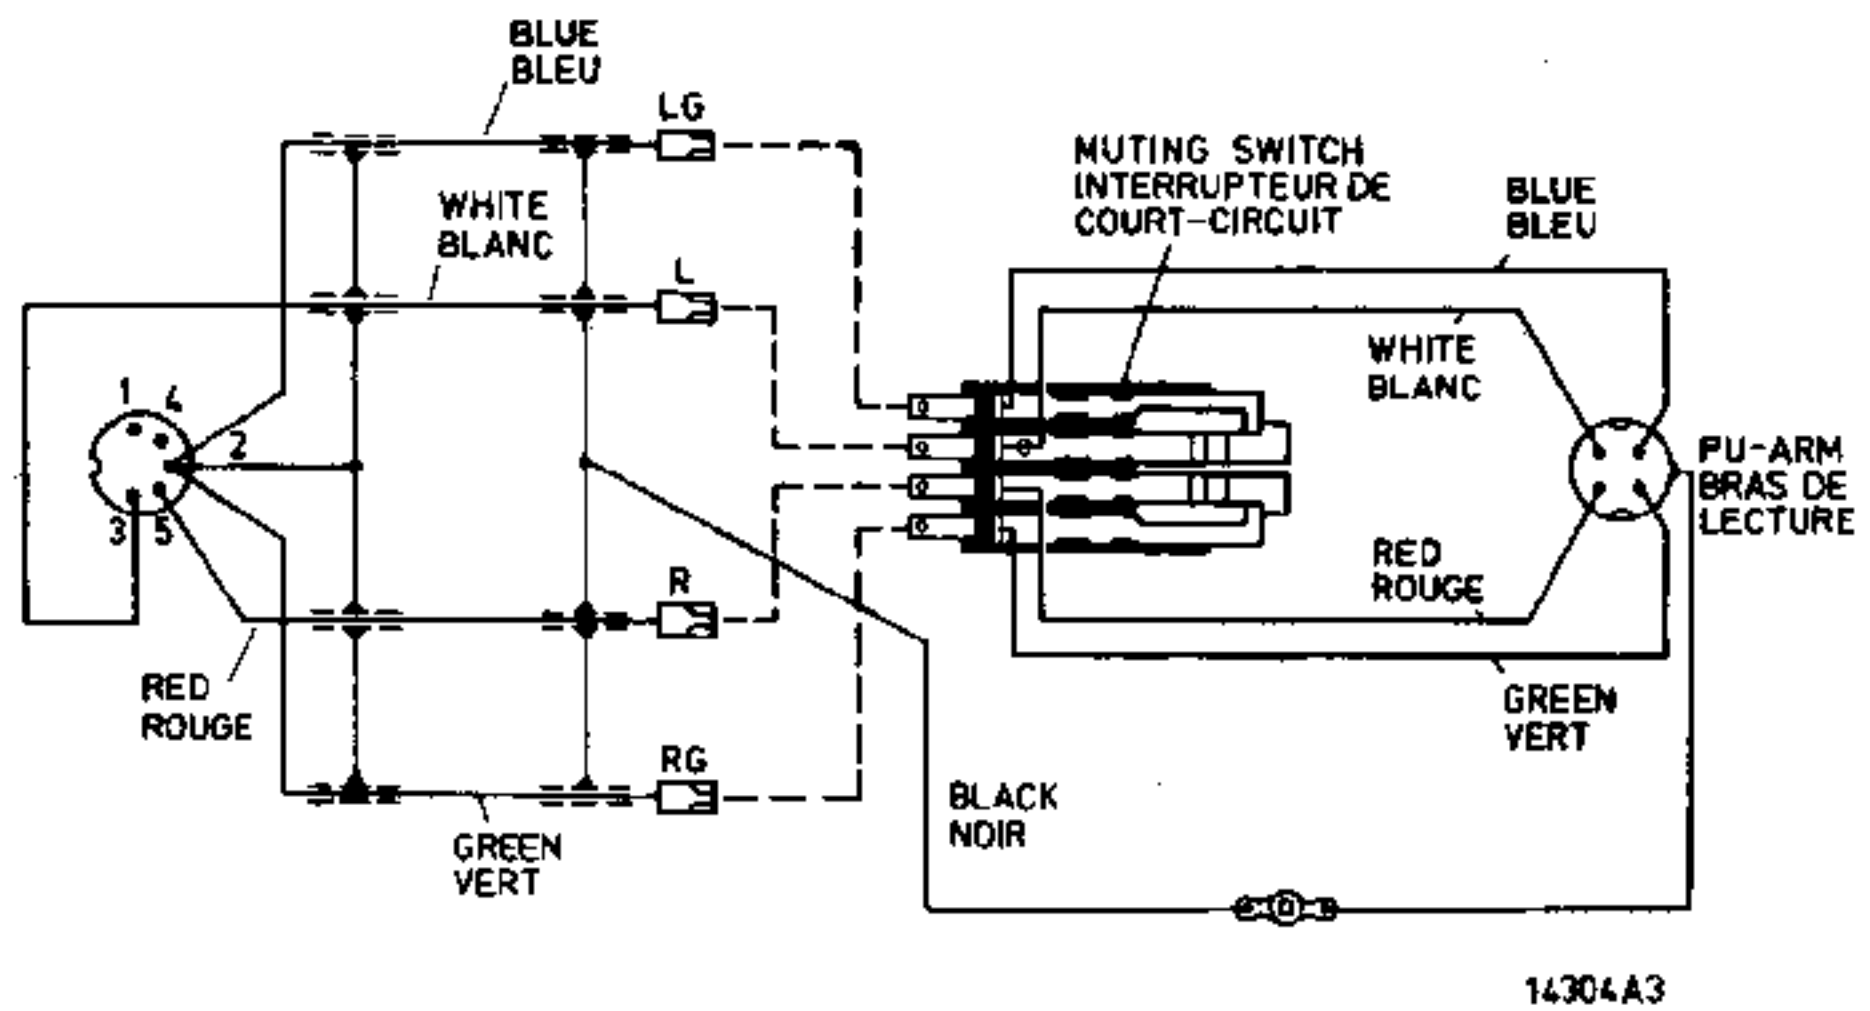 BLUE
BLEU
LG
WHITE
BLANC
L
MUTING SWITCH
INTERRUPTEUR DE
COURT-CIRCUIT
BLUE
BLEU
WHITE
BLANC
1
4
2
3
5
PU-ARM
BRAS DE
LECTURE
R
RED
ROUGE
RED
ROUGE
RG
GREEN
VERT
BLACK
NOIR
GREEN
VERT
14304A3